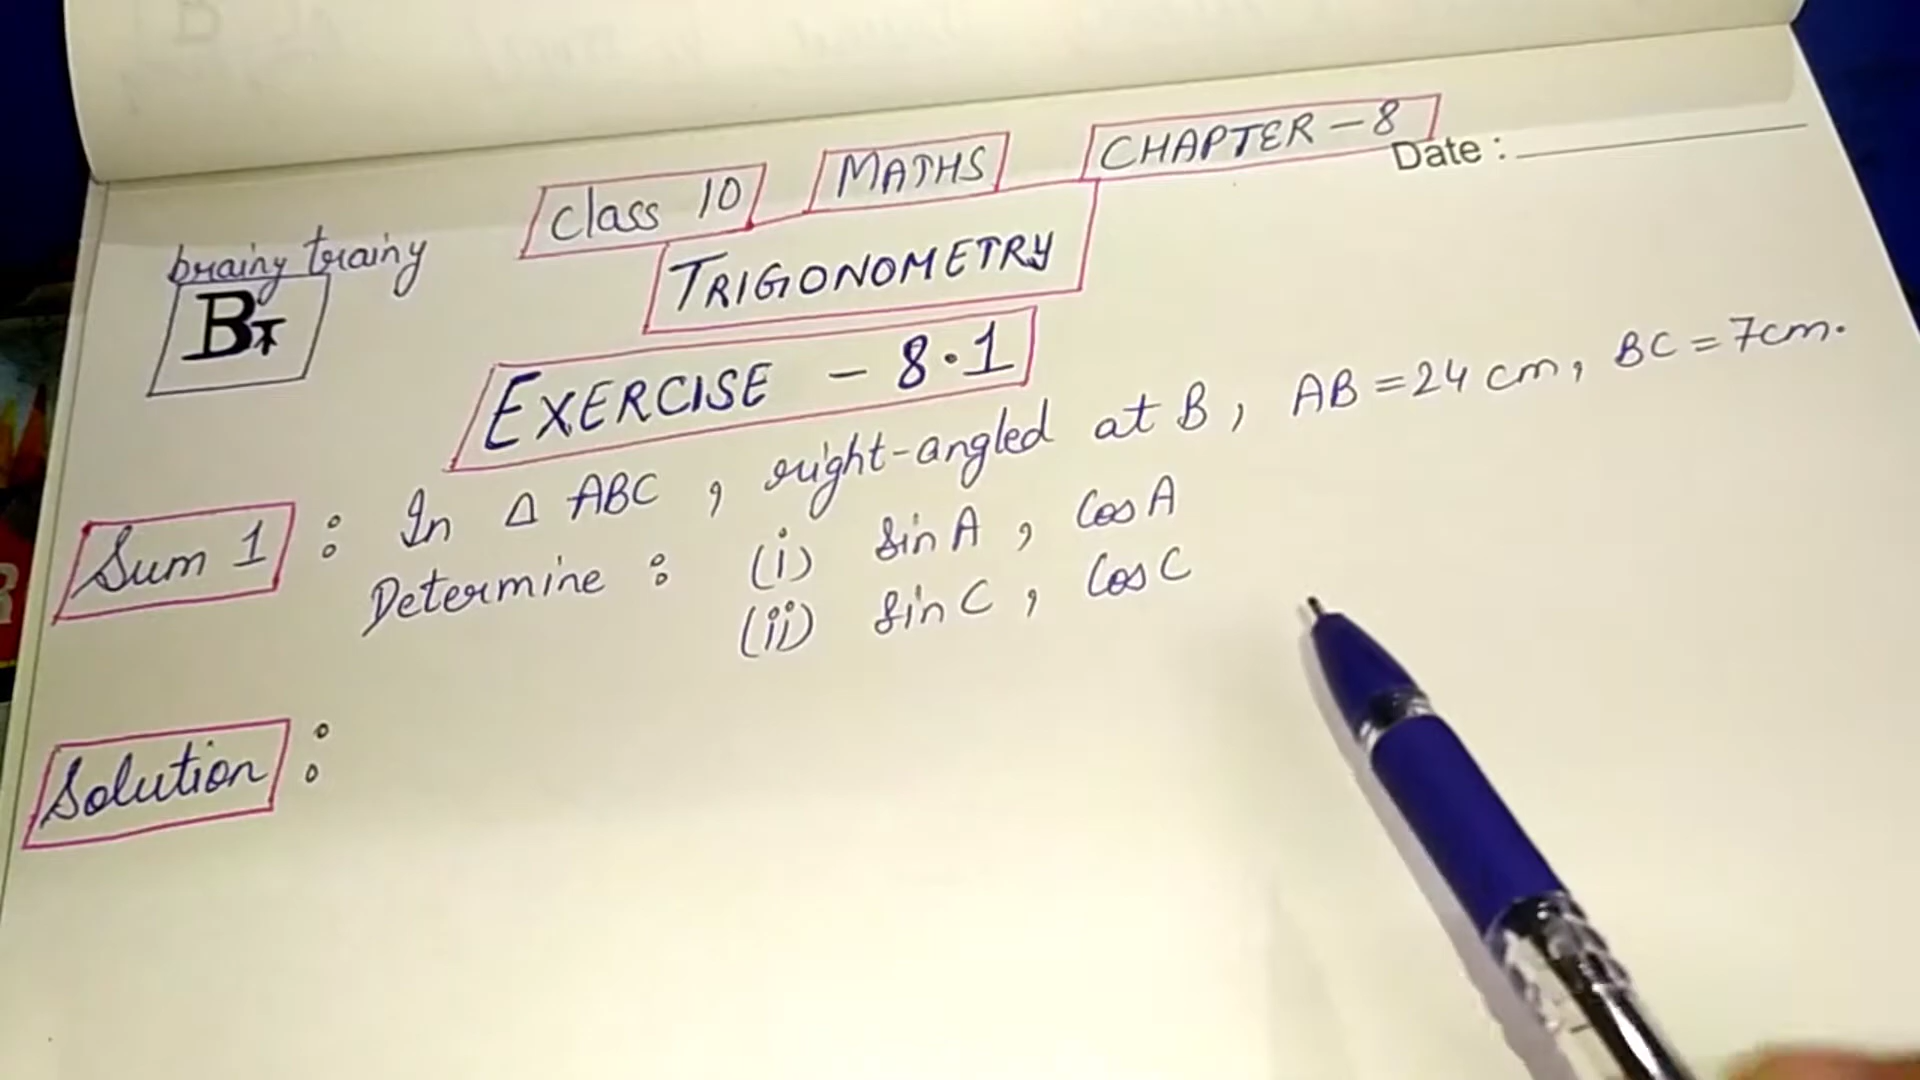 Class 10 MATHS CHAPTER - 8
Date :
brainy trainy
BT
TRIGONOMETRY
EXERCISE - 8.1
Sum 1 : In Δ ABC , right-angled at B , AB = 24 cm , BC = 7cm.
Determine : (i) sin A , cos A
(ii) sin C , cos C
Solution :